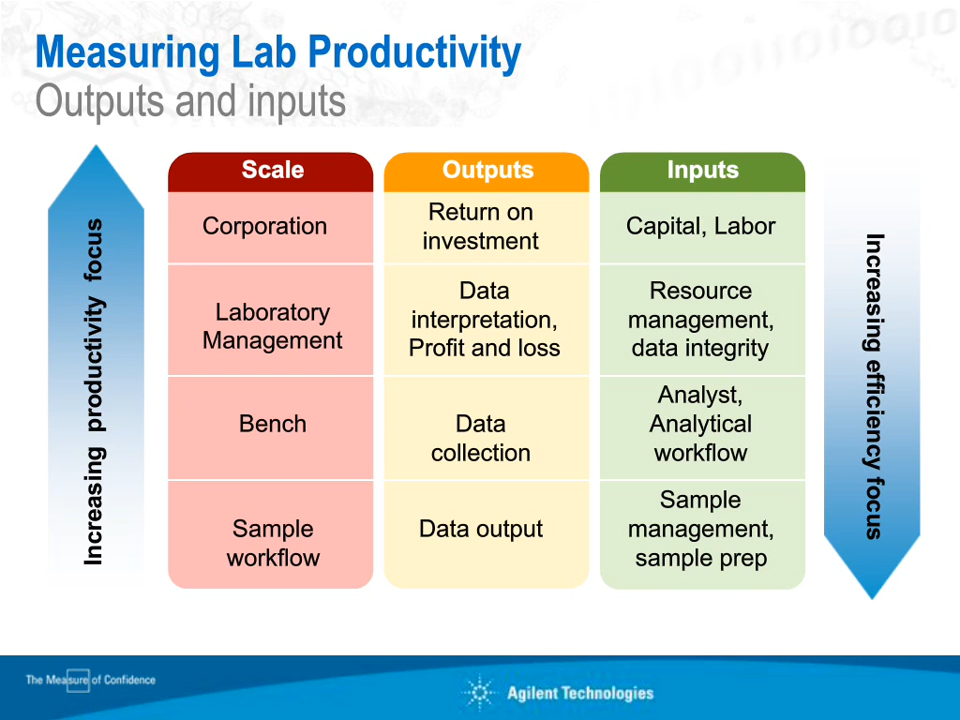 Measuring Lab Productivity
Outputs and inputs
Increasing productivity focus
Scale
Outputs
Inputs
Corporation
Return on
investment
Capital, Labor
Laboratory
Management
Data
interpretation,
Profit and loss
Resource
management,
data integrity
Bench
Data
collection
Analyst,
Analytical
workflow
Sample
workflow
Data output
Sample
management,
sample prep
Increasing efficiency focus
The Measure of Confidence
Agilent Technologies